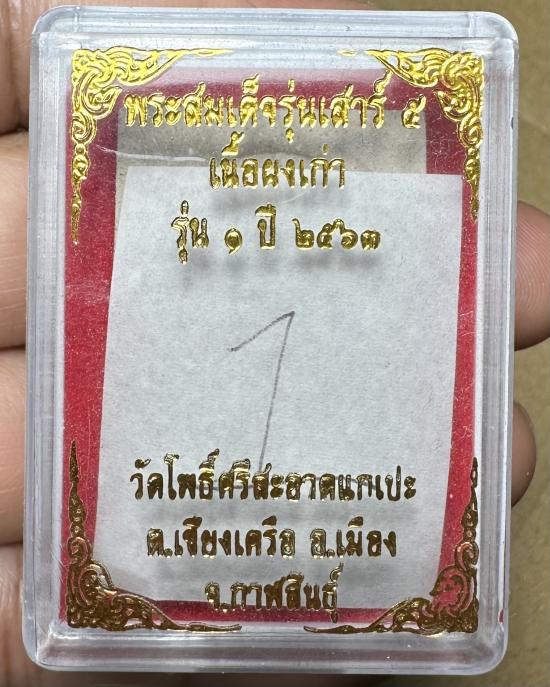 พระสมเด็จรุ่นเสาร์ ๕
เนื้อผงเก่า
รุ่น ๑ ปี ๒๕๖๓
1
วัดโพธิ์ศรีสะอาดแกเปะ
ต.เชียงเครือ อ.เมือง
จ.กาฬสินธุ์